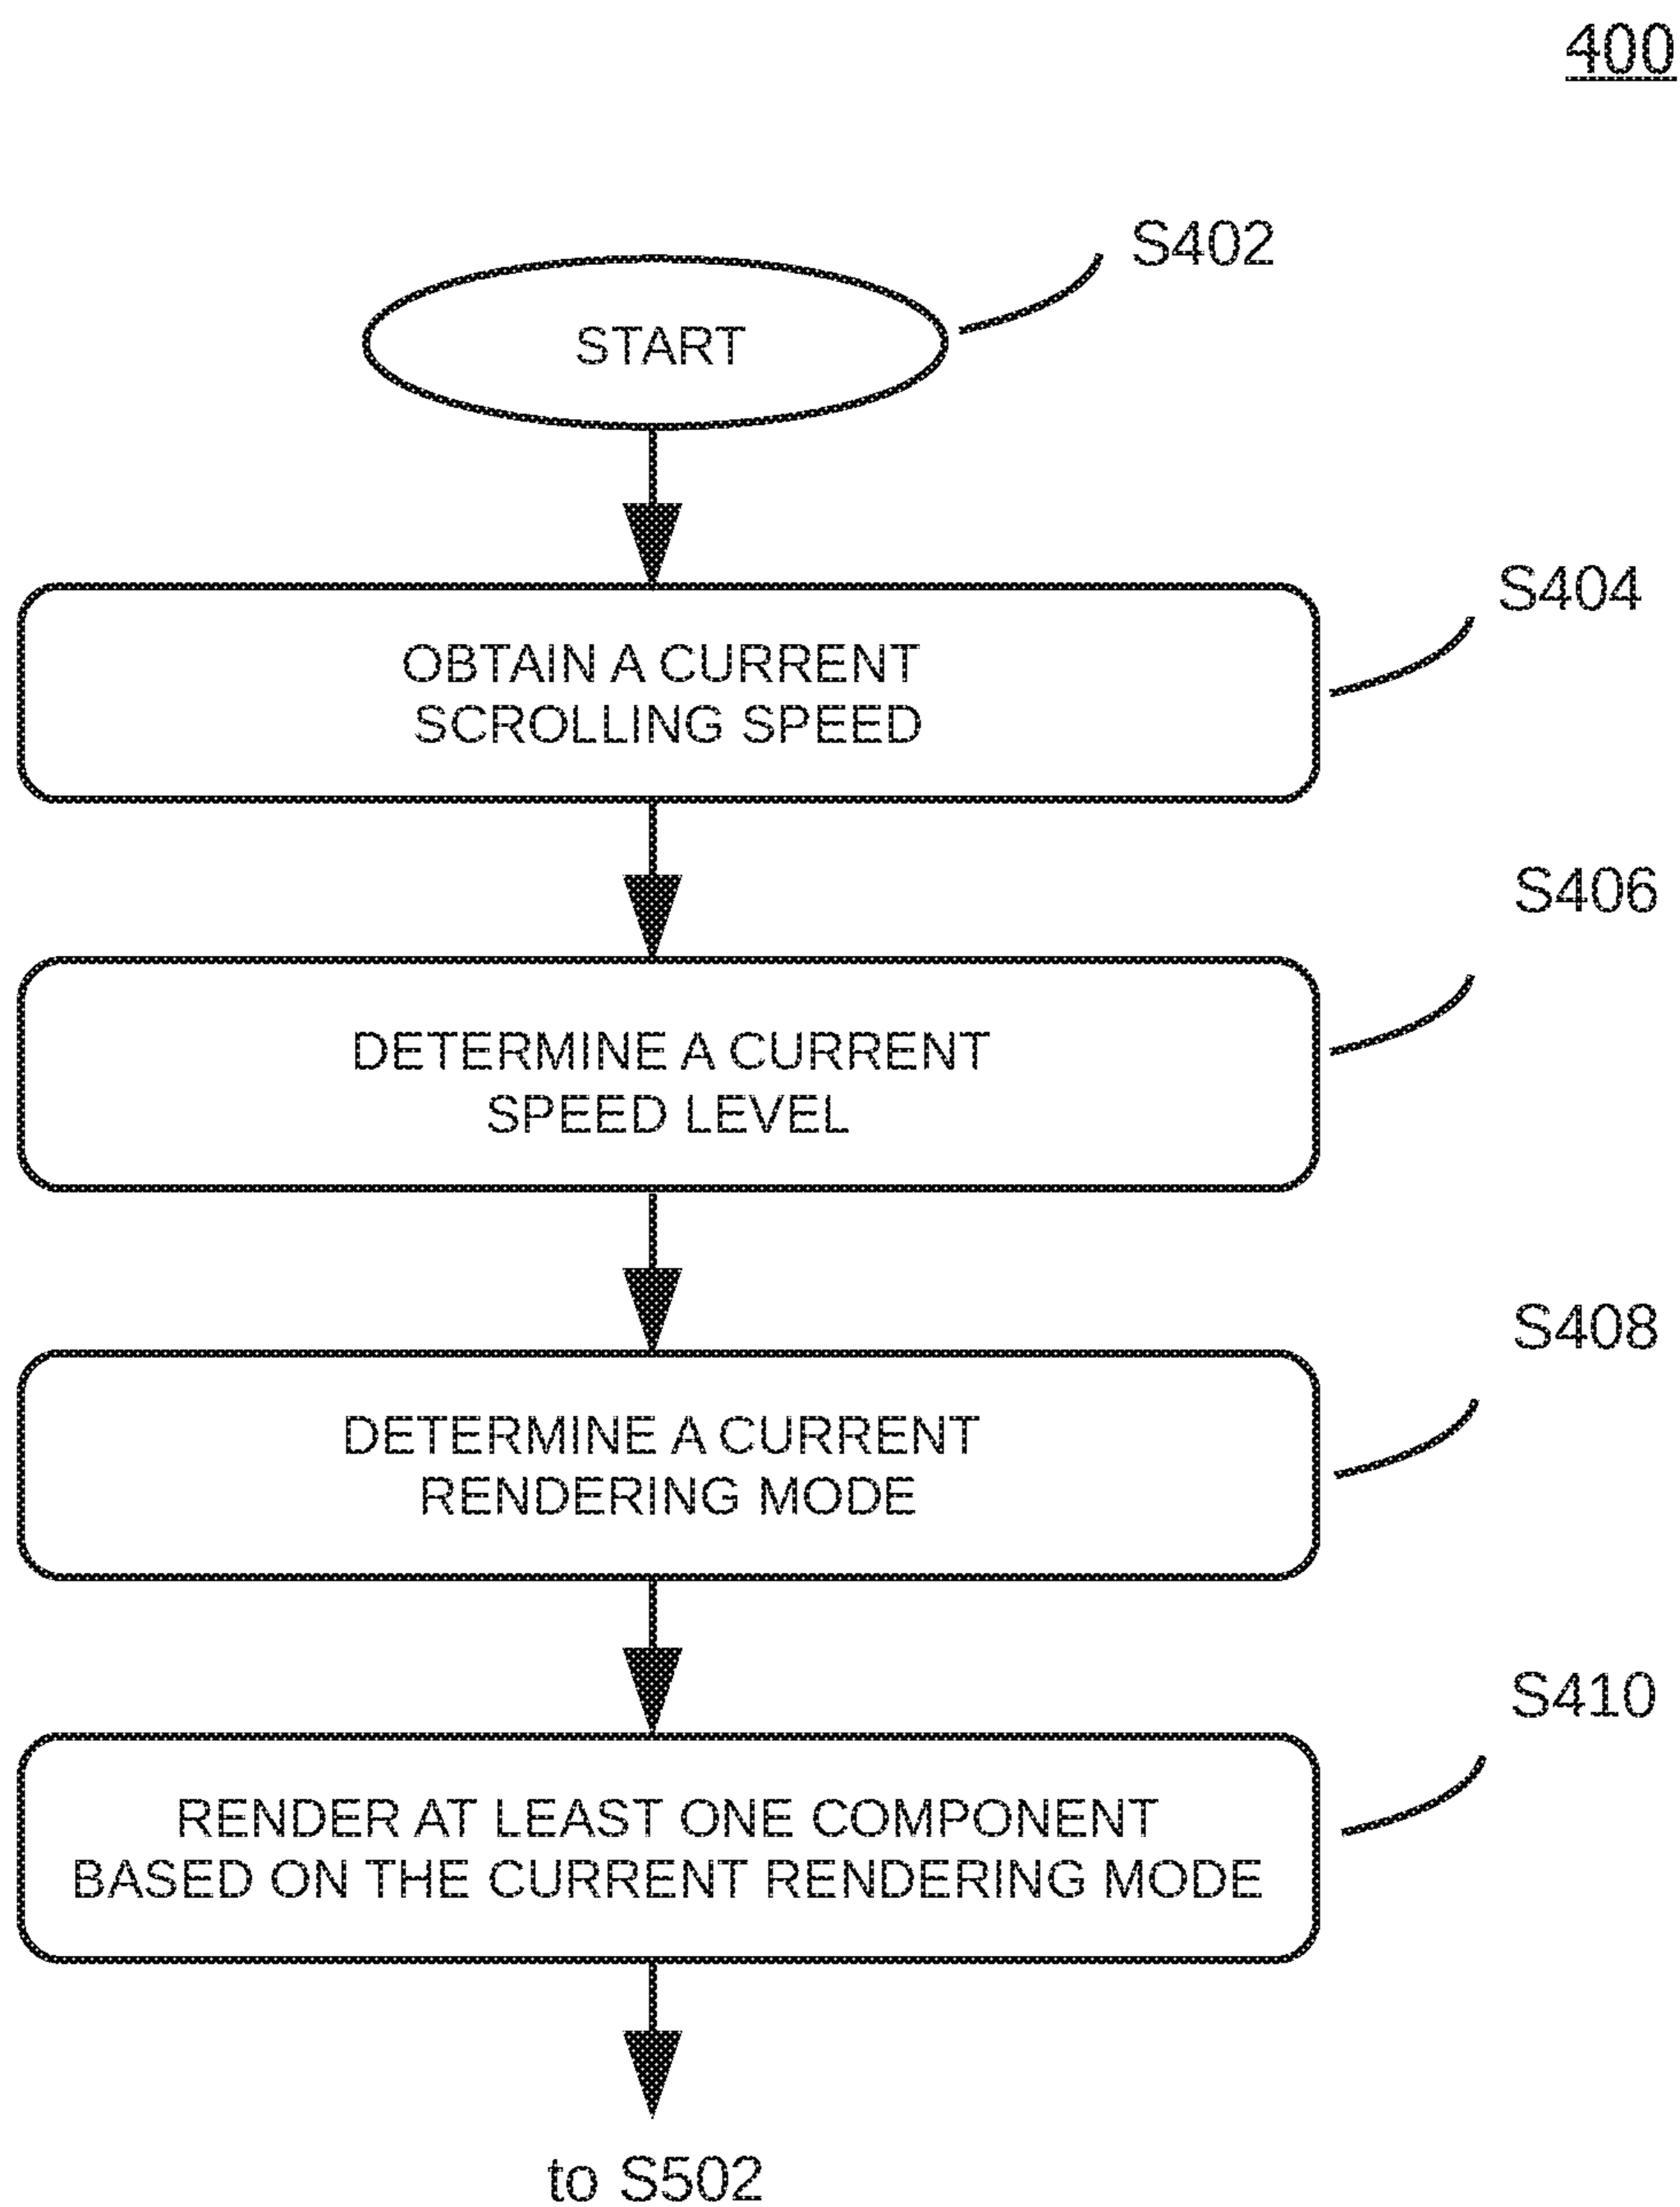 400
S402
START
S404
OBTAIN A CURRENT
SCROLLING SPEED
S406
DETERMINE A CURRENT
SPEED LEVEL
S408
DETERMINE A CURRENT
RENDERING MODE
S410
RENDER AT LEAST ONE COMPONENT
BASED ON THE CURRENT RENDERING MODE
to S502